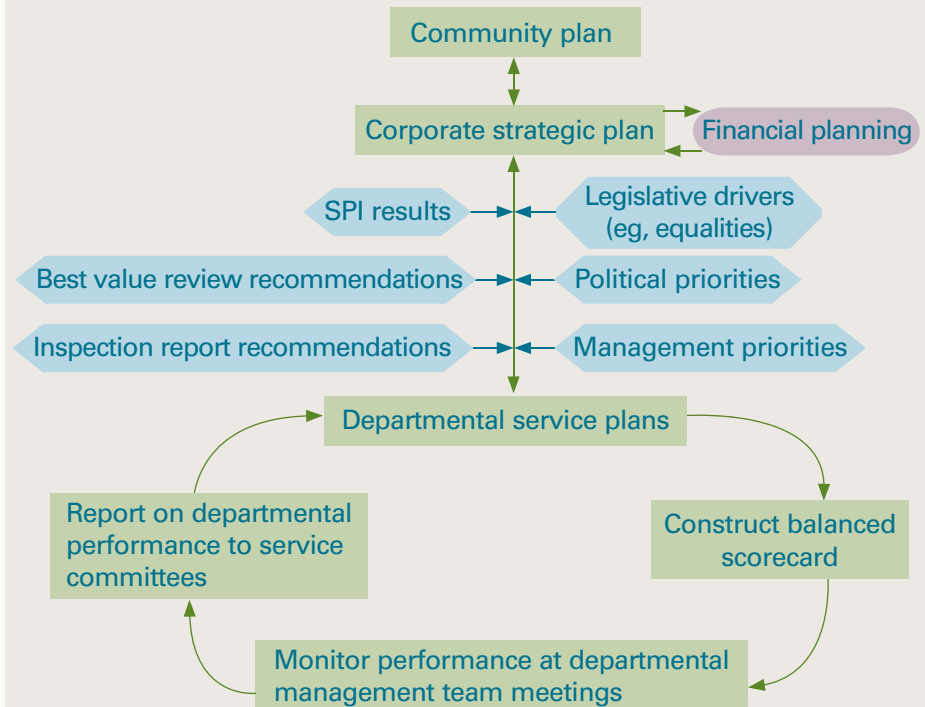 Community plan
Corporate strategic plan
Financial planning
SPI results
Legislative drivers
(eg, equalities)
Best value review recommendations
Political priorities
Inspection report recommendations
Management priorities
Departmental service plans
Report on departmental
performance to service
committees
Construct balanced
scorecard
Monitor performance at departmental
management team meetings